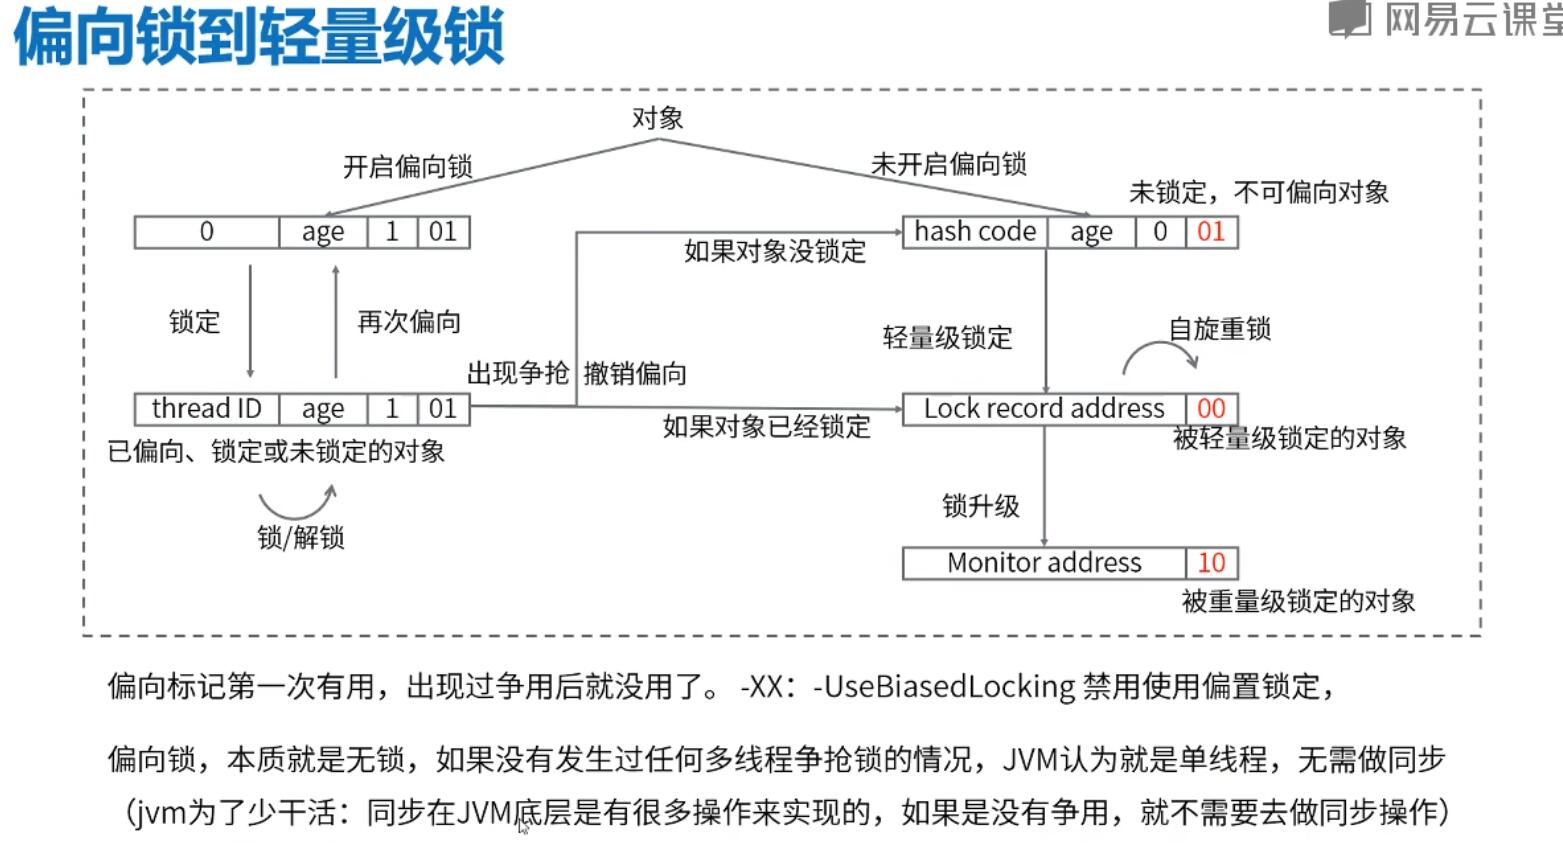 偏向锁到轻量级锁
网易云课堂
对象
开启偏向锁
未开启偏向锁
未锁定，不可偏向对象
0 age 1 01
hash code age 0 01
如果对象没锁定
锁定
再次偏向
轻量级锁定
自旋重锁
出现争抢
撤销偏向
thread ID age 1 01
Lock record address 00
如果对象已经锁定
被轻量级锁定的对象
已偏向、锁定或未锁定的对象
锁/解锁
锁升级
Monitor address 10
被重量级锁定的对象
偏向标记第一次有用，出现过争用后就没用了。 -XX：-UseBiasedLocking 禁用使用偏置锁定，
偏向锁，本质就是无锁，如果没有发生过任何多线程争抢锁的情况，JVM认为就是单线程，无需做同步
（jvm为了少干活：同步在JVM底层是有很多操作来实现的，如果是没有争用，就不需要去做同步操作）